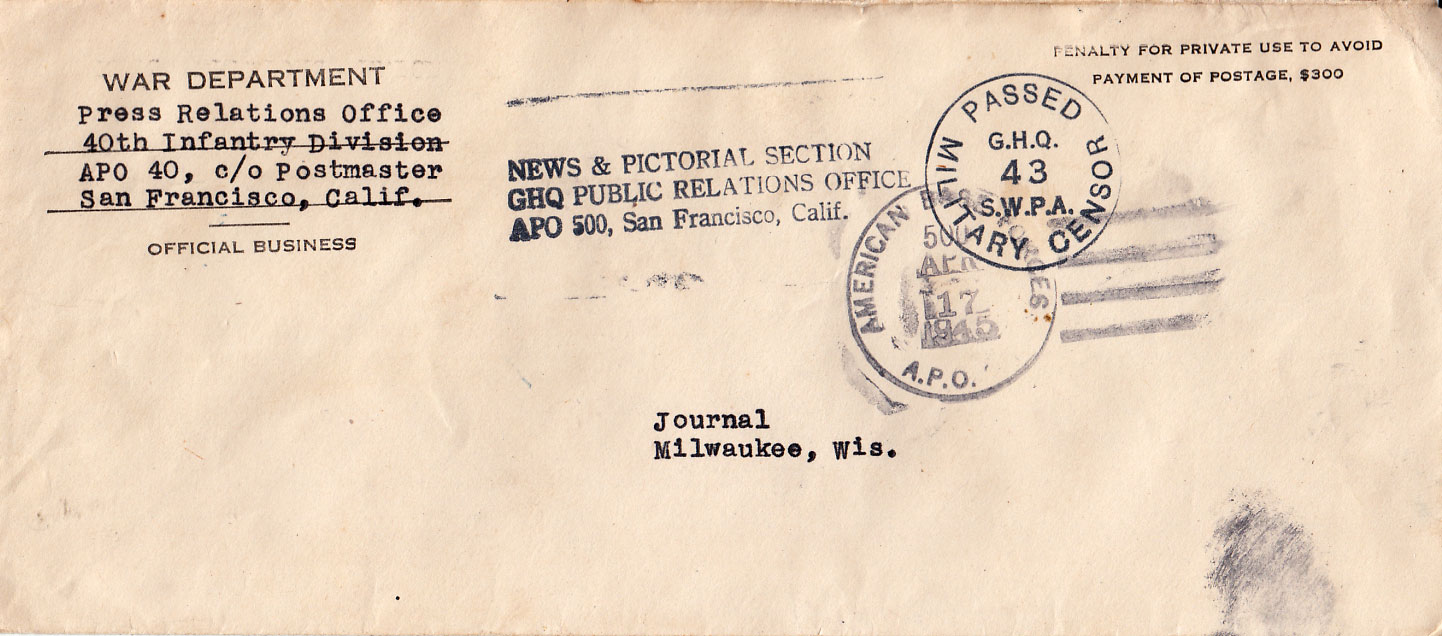 WAR DEPARTMENT
Press Relations Office
40th Infantry Division
APO 40, c/o Postmaster
San Francisco, Calif.
OFFICIAL BUSINESS
PENALTY FOR PRIVATE USE TO AVOID
PAYMENT OF POSTAGE, $300
NEWS & PICTORIAL SECTION
GHQ PUBLIC RELATIONS OFFICE
APO 500, San Francisco, Calif.
PASSED
G.H.Q.
43
S.W.P.A.
MILITARY CENSOR
AMERICAN
500
APR
17
1945
A.P.O.
Journal
Milwaukee, Wis.